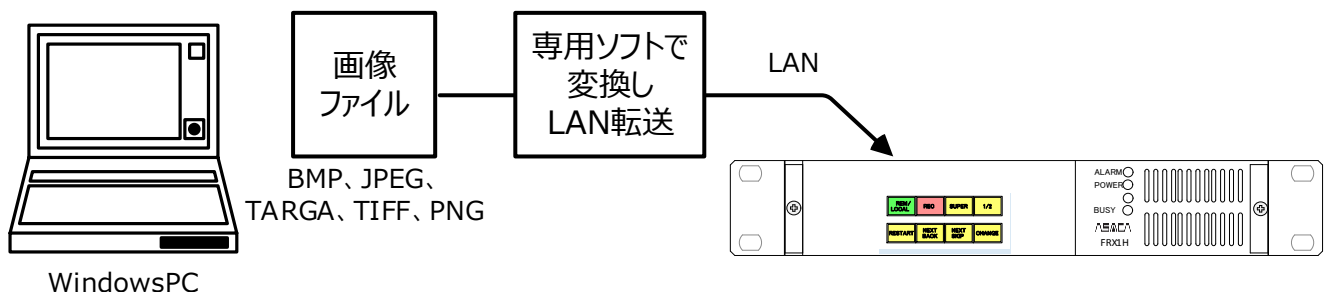 画像
ファイル
専用ソフトで
変換し
LAN転送
LAN
BMP、JPEG、
TARGA、TIFF、PNG
WindowsPC
REM/
LOCAL
REC
SUPER
1/2
RESTART
NEXT
BACK
NEXT
SKIP
CHANGE
ALARM
POWER
BUSY
ASACA
FRX1H